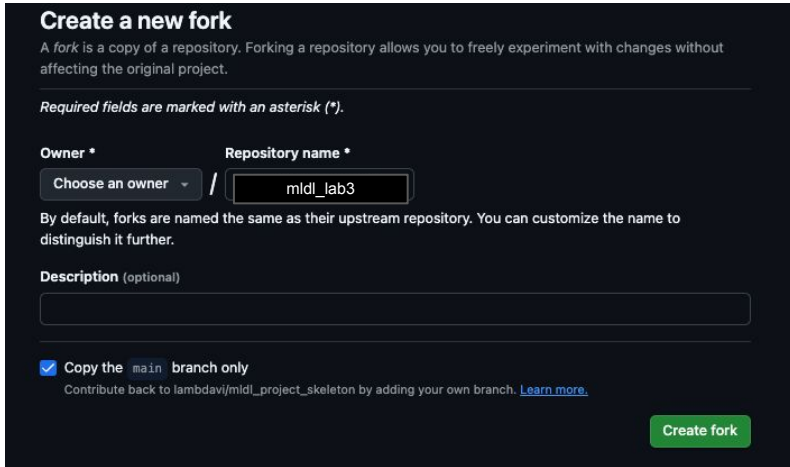 Create a new fork
A fork is a copy of a repository. Forking a repository allows you to freely experiment with changes without
affecting the original project.
Required fields are marked with an asterisk (*).
Owner * Repository name *
Choose an owner / mldl_lab3
By default, forks are named the same as their upstream repository. You can customize the name to
distinguish it further.
Description (optional)
Copy the main branch only
Contribute back to lambdavi/mldl_project_skeleton by adding your own branch. Learn more.
Create fork